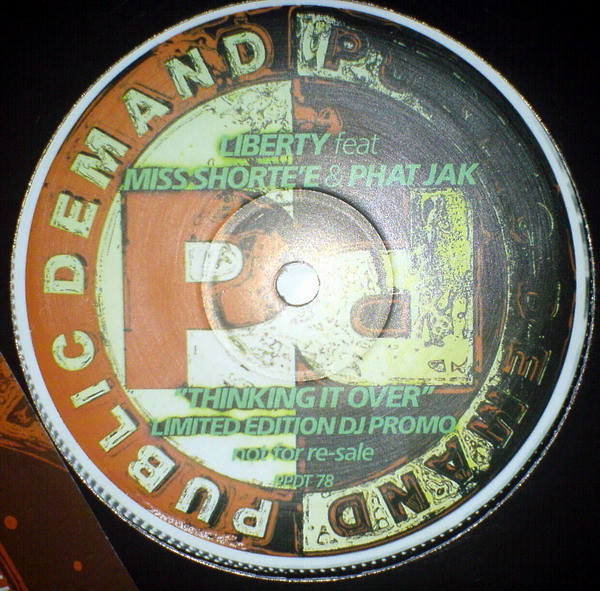 PUBLIC DEMAND
LIBERTY feat
MISS SHORTE'E & PHAT JAK
Pd
"THINKING IT OVER"
LIMITED EDITION DJ PROMO
not for re-sale
PPDT 78